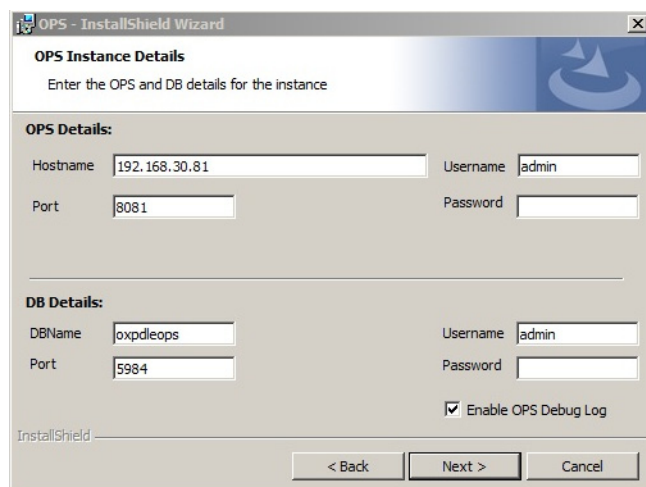 OPS - InstallShield Wizard
OPS Instance Details
Enter the OPS and DB details for the instance
OPS Details:
Hostname 192.168.30.81 Username admin
Port 8081 Password
DB Details:
DBName oxpdleops Username admin
Port 5984 Password
Enable OPS Debug Log
InstallShield
< Back Next > Cancel